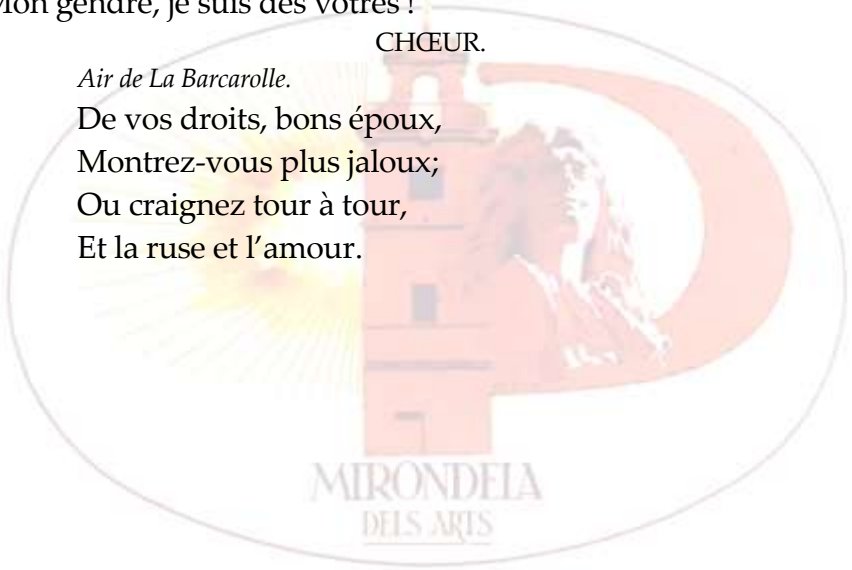 Mon gendre, je suis des vôtres !
CHŒUR.
Air de La Barcarolle.
De vos droits, bons époux,
Montrez-vous plus jaloux;
Ou craignez tour à tour,
Et la ruse et l’amour.
MIRONDELA
DELS ARTS